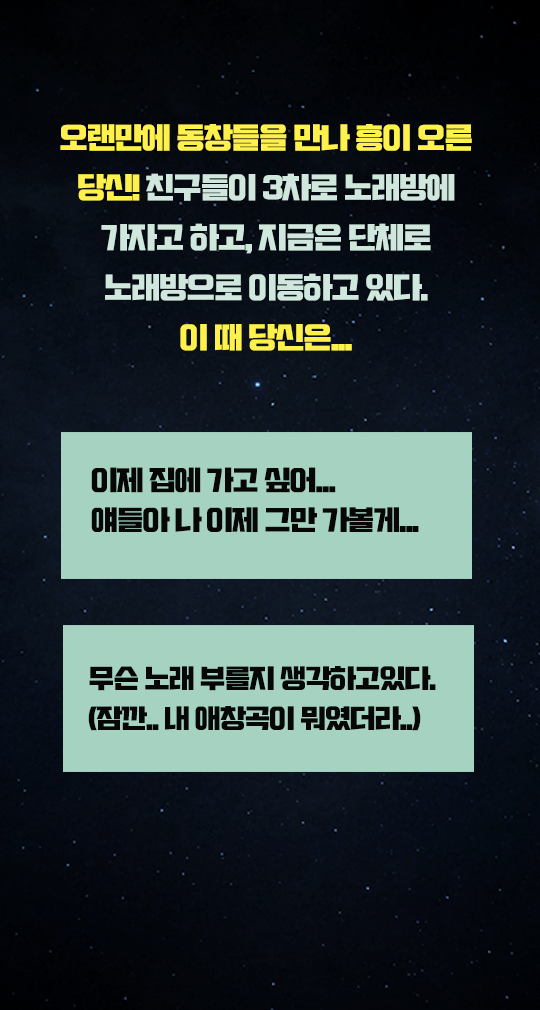 오랜만에 동창들을 만나 흥이 오른
당신! 친구들이 3차로 노래방에
가자고 하고, 지금은 단체로
노래방으로 이동하고 있다.
이 때 당신은...
이제 집에 가고 싶어...
얘들아 나 이제 그만 가볼게...
무슨 노래 부를지 생각하고있다.
(잠깐.. 내 애창곡이 뭐였더라..)